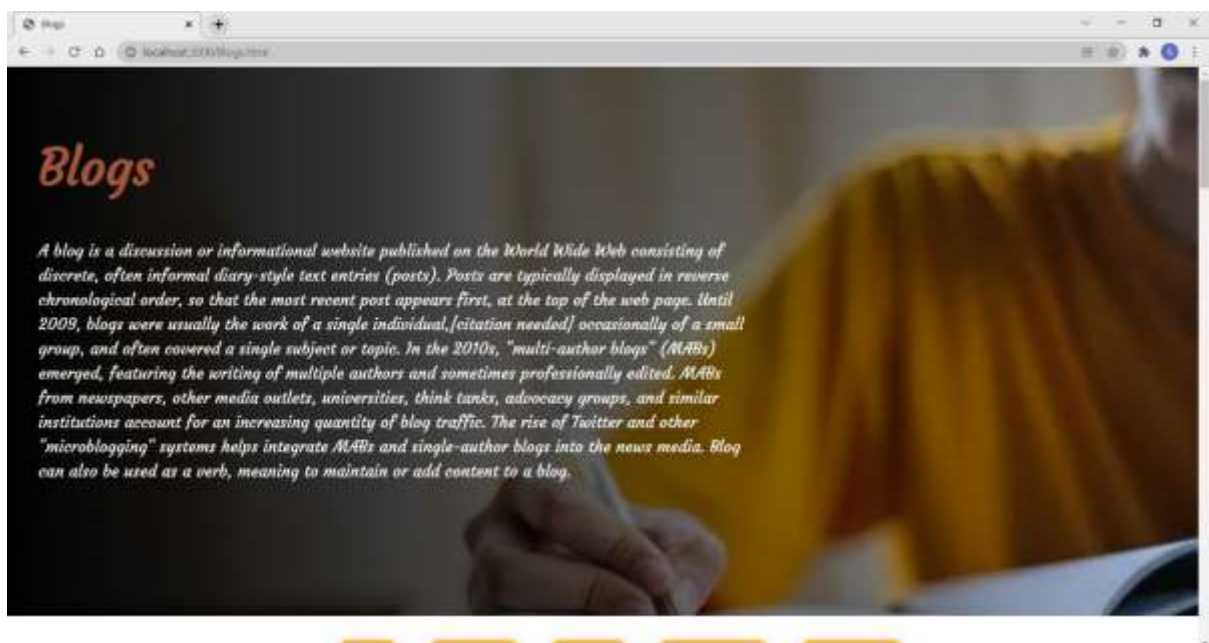 Blogs
localhost:3000/Blogs.html
Blogs
A blog is a discussion or informational website published on the World Wide Web consisting of
discrete, often informal diary-style text entries (posts). Posts are typically displayed in reverse
chronological order, so that the most recent post appears first, at the top of the web page. Until
2009, blogs were usually the work of a single individual,[citation needed] occasionally of a small
group, and often covered a single subject or topic. In the 2010s, "multi-author blogs" (MABs)
emerged, featuring the writing of multiple authors and sometimes professionally edited. MABs
from newspapers, other media outlets, universities, think tanks, advocacy groups, and similar
institutions account for an increasing quantity of blog traffic. The rise of Twitter and other
"microblogging" systems helps integrate MABs and single-author blogs into the news media. Blog
can also be used as a verb, meaning to maintain or add content to a blog.